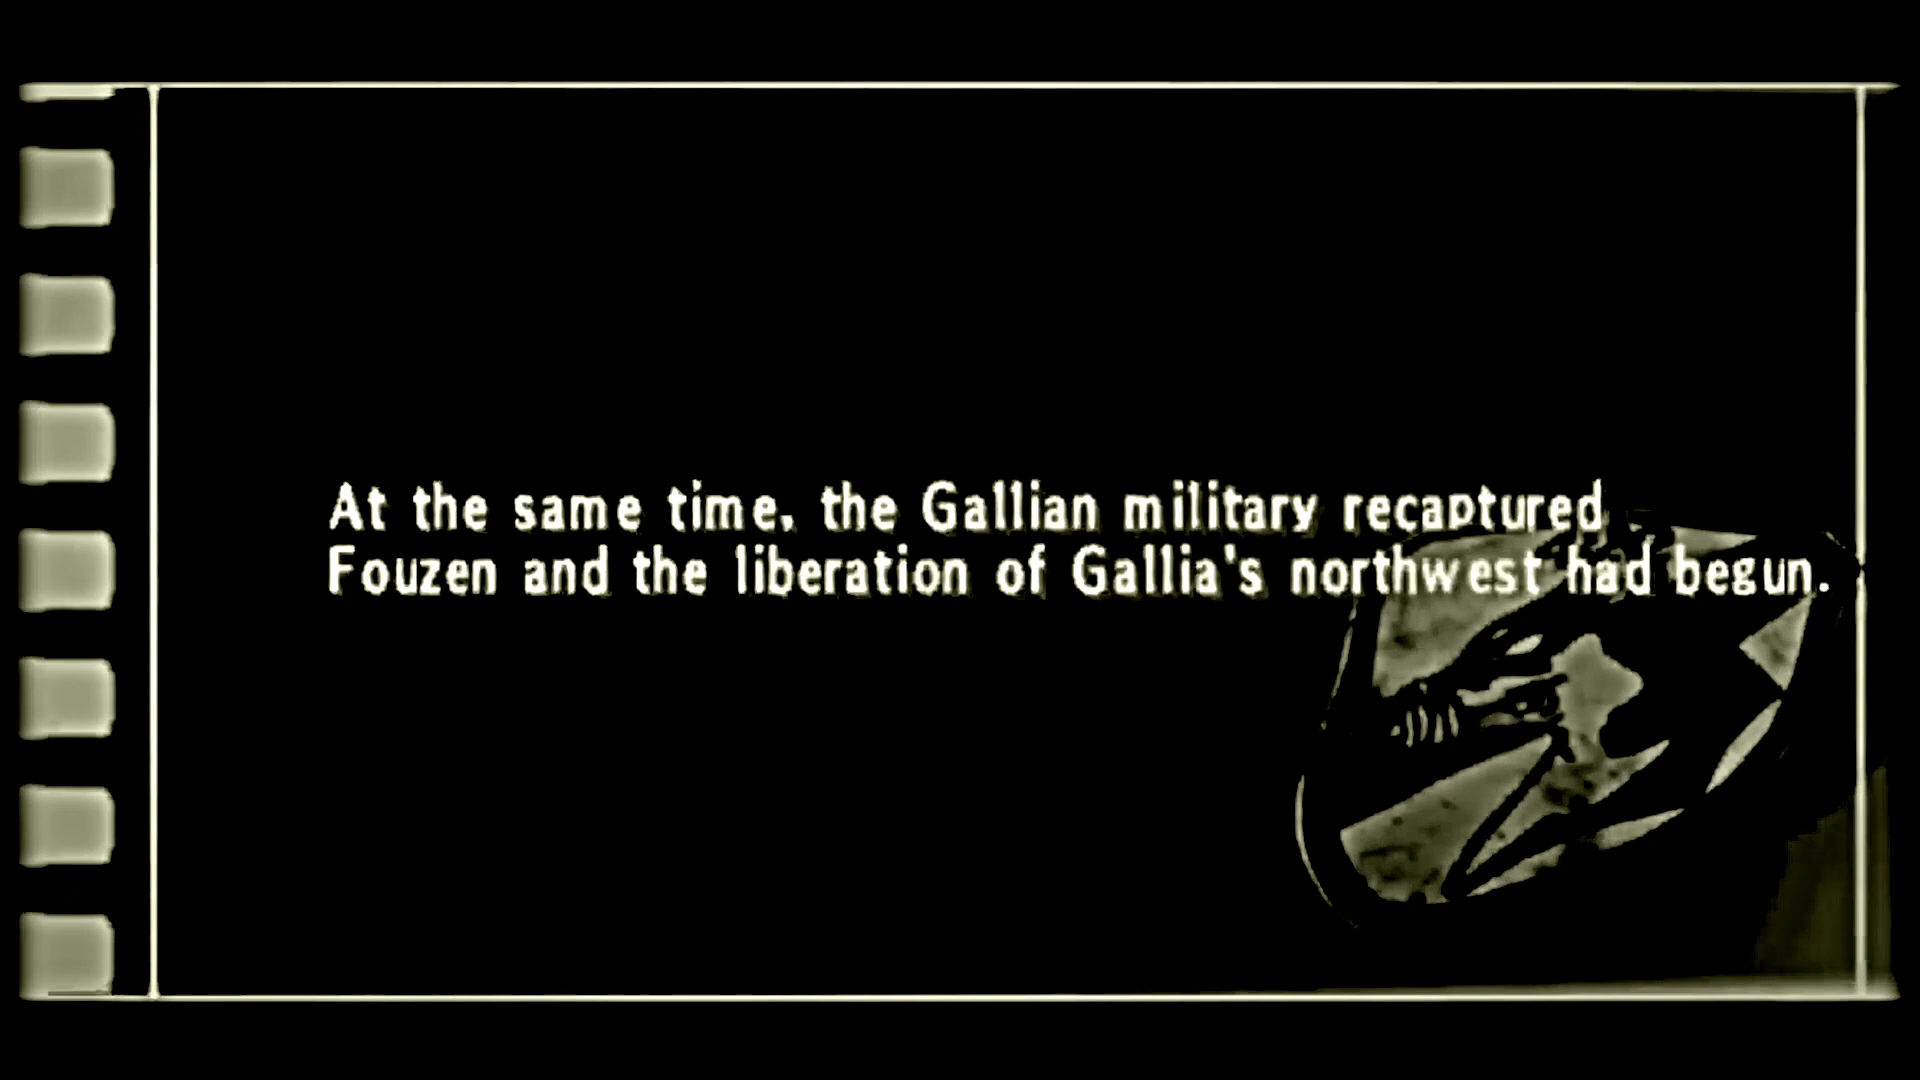 At the same time, the Gallian military recaptured
Fouzen and the liberation of Gallia's northwest had begun.